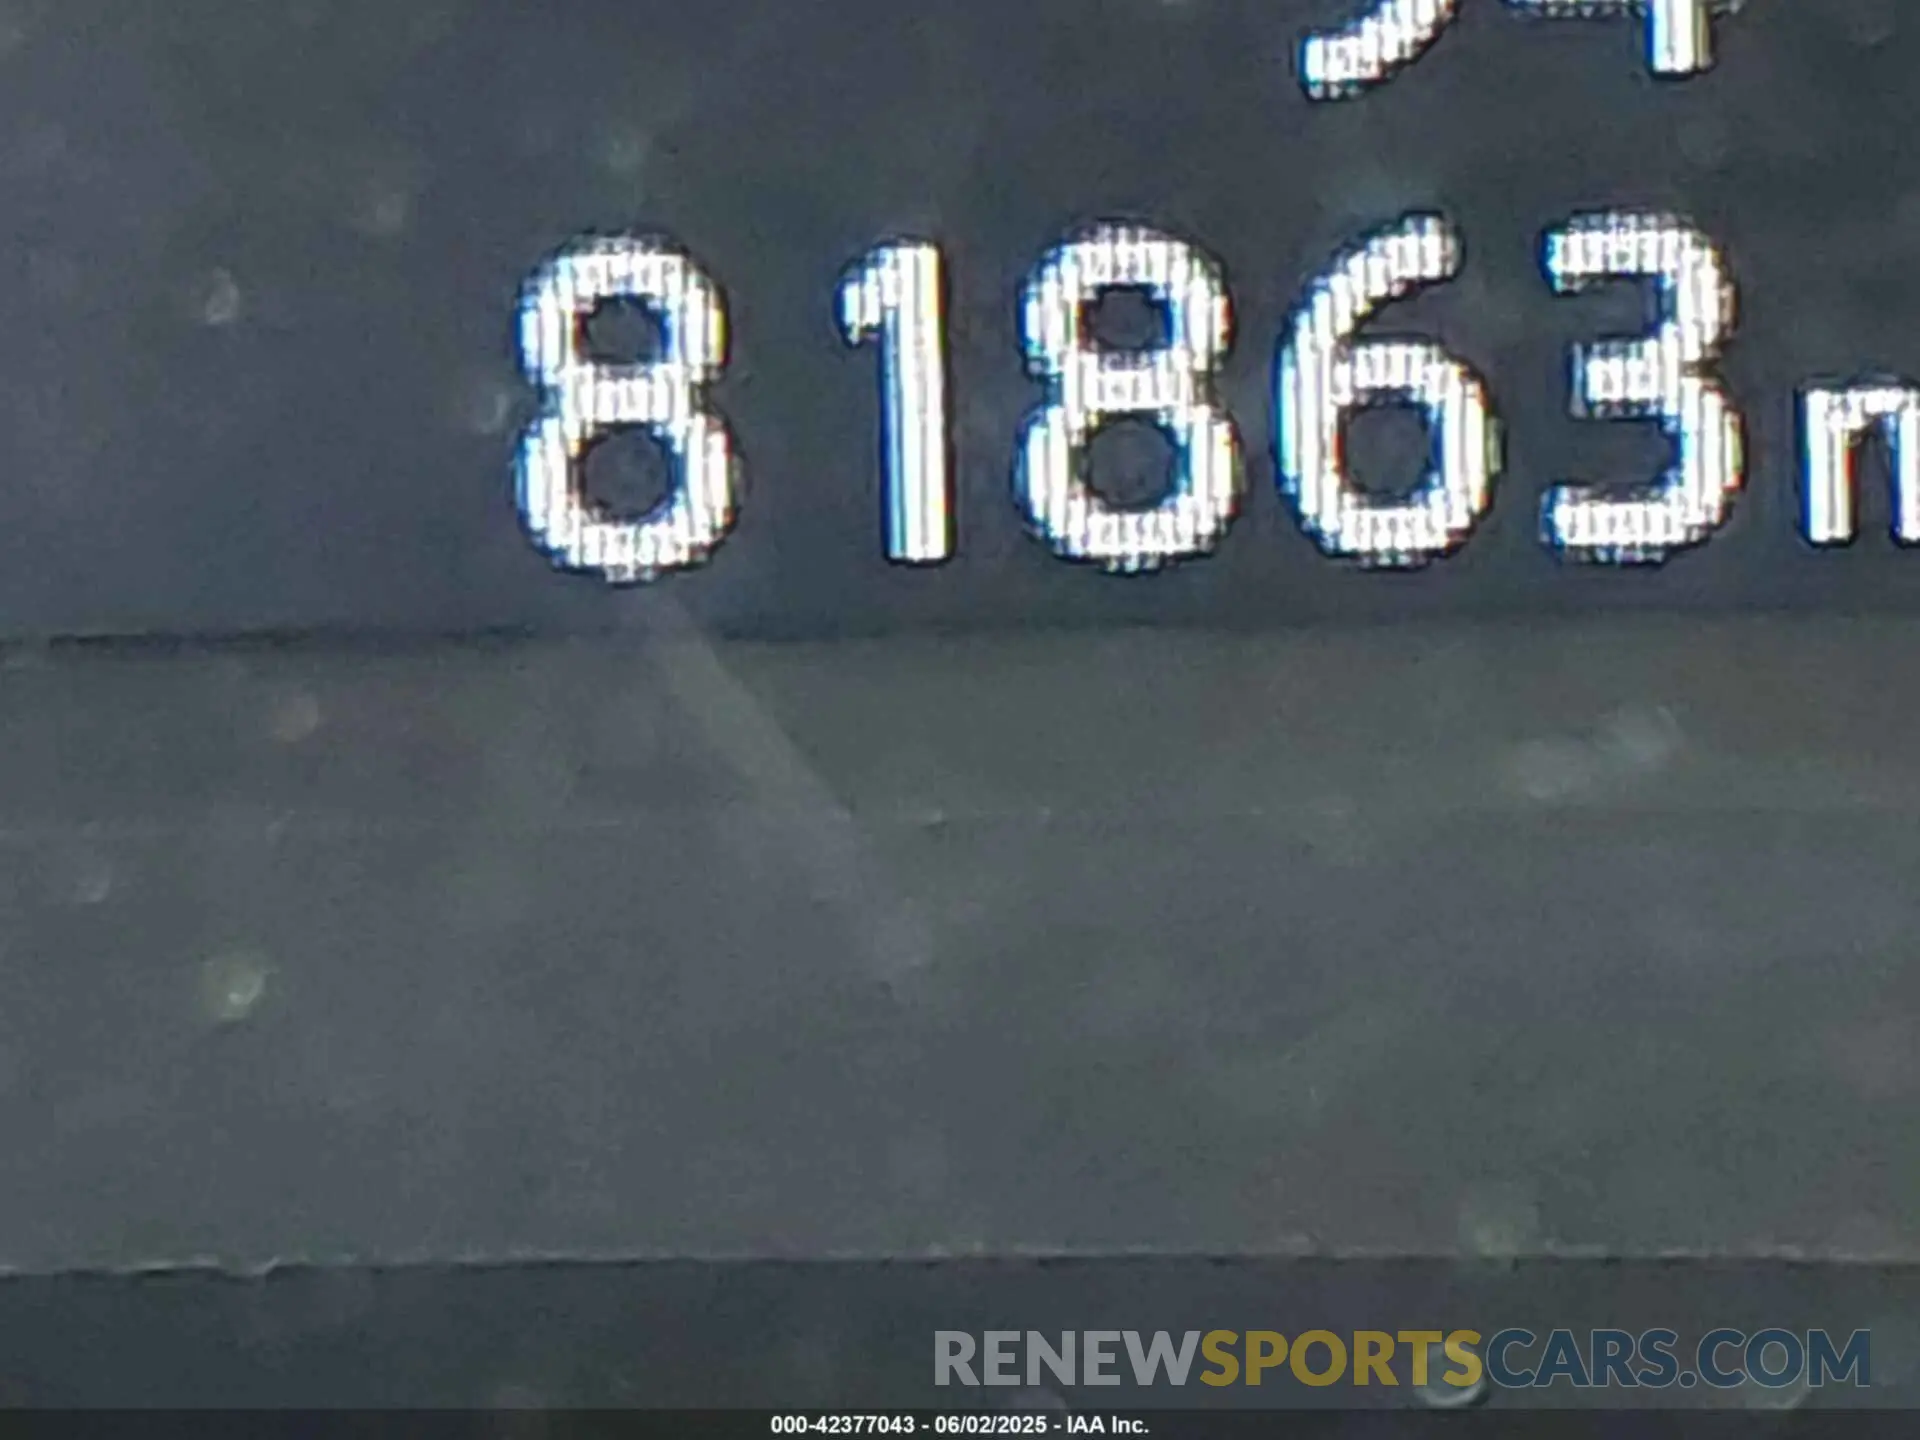 81863
RENEWSPORTSCARS.COM
000-42377043 - 06/02/2025 - IAA Inc.